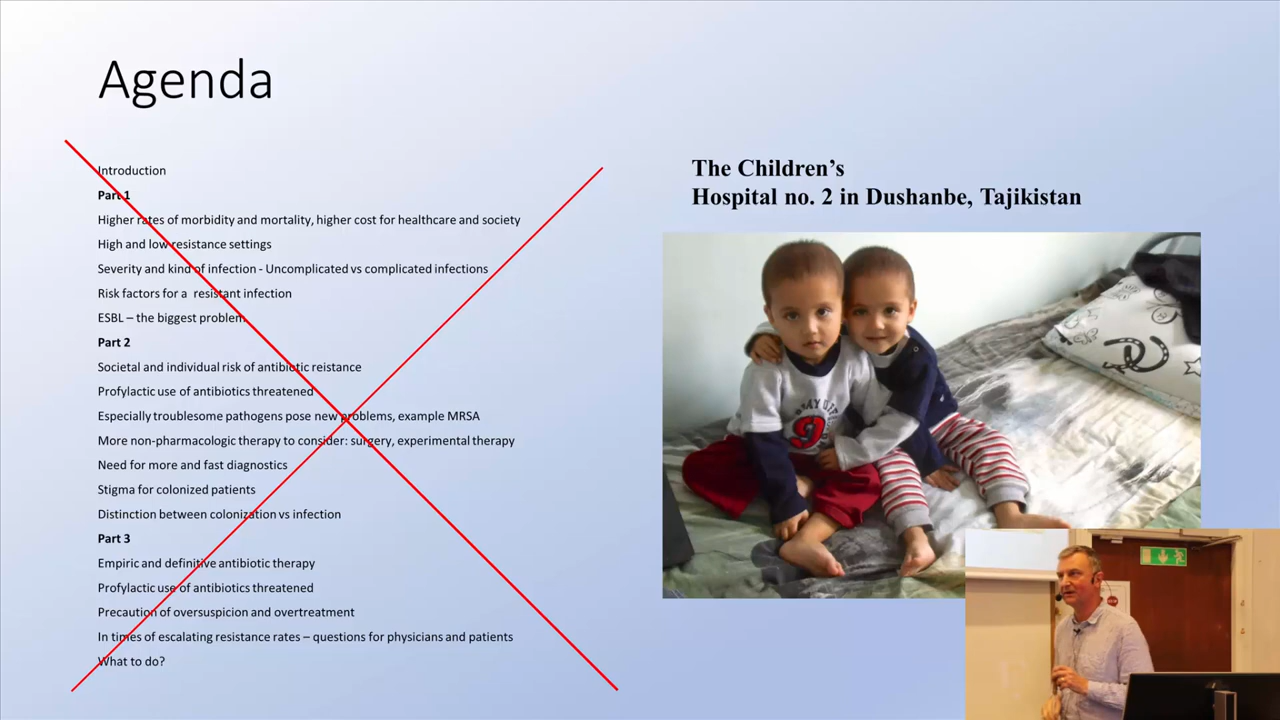 Agenda
Introduction
Part 1
Higher rates of morbidity and mortality, higher cost for healthcare and society
High and low resistance settings
Severity and kind of infection - Uncomplicated vs complicated infections
Risk factors for a  resistant infection
ESBL – the biggest problem
Part 2
Societal and individual risk of antibiotic reistance
Profylactic use of antibiotics threatened
Especially troublesome pathogens pose new problems, example MRSA
More non-pharmacologic therapy to consider: surgery, experimental therapy
Need for more and fast diagnostics
Stigma for colonized patients
Distinction between colonization vs infection
Part 3
Empiric and definitive antibiotic therapy
Profylactic use of antibiotics threatened
Precaution of oversuspicion and overtreatment
In times of escalating resistance rates – questions for physicians and patients
What to do?
The Children’s
Hospital no. 2 in Dushanbe, Tajikistan
9